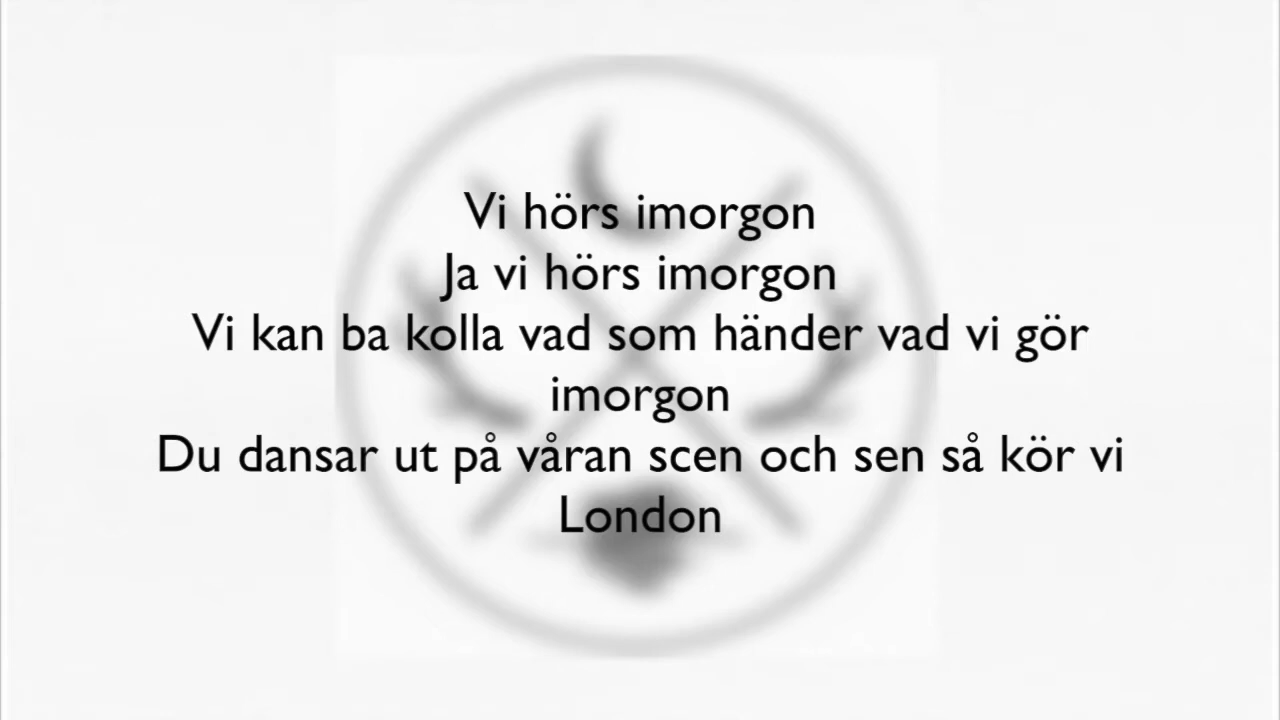 Vi hörs imorgon
Ja vi hörs imorgon
Vi kan ba kolla vad som händer vad vi gör
imorgon
Du dansar ut på våran scen och sen så kör vi
London